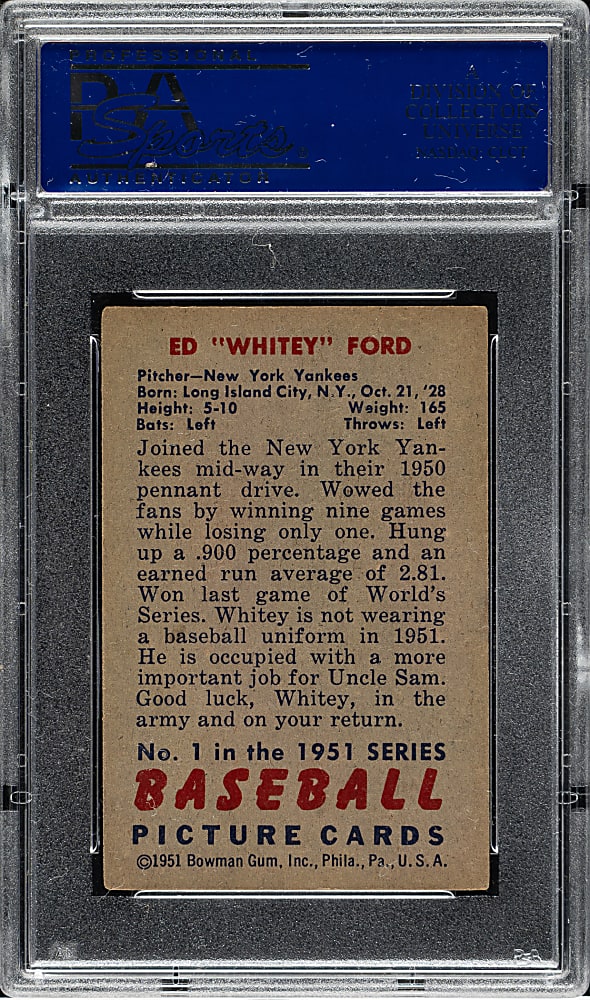 PROFESSIONAL
PSA
Sports
AUTHENTICATOR
A
DIVISION OF
COLLECTORS
UNIVERSE
NASDAQ: CLCT
ED "WHITEY" FORD
Pitcher—New York Yankees
Born: Long Island City, N.Y., Oct. 21, '28
Height: 5-10 Weight: 165
Bats: Left Throws: Left
Joined the New York Yan-
kees mid-way in their 1950
pennant drive. Wowed the
fans by winning nine games
while losing only one. Hung
up a .900 percentage and an
earned run average of 2.81.
Won last game of World's
Series. Whitey is not wearing
a baseball uniform in 1951.
He is occupied with a more
important job for Uncle Sam.
Good luck, Whitey, in the
army and on your return.
No. 1 in the 1951 SERIES
BASEBALL
PICTURE CARDS
©1951 Bowman Gum, Inc., Phila., Pa., U.S.A.
PSA